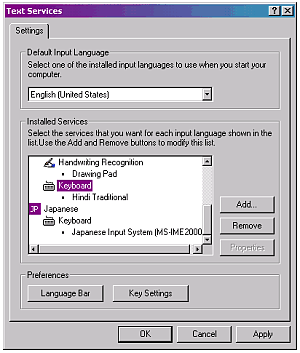 Text Services
Settings
Default Input Language
Select one of the installed input languages to use when you start your
computer.
English (United States)
Installed Services
Select the services that you want for each input language shown in the
list.Use the Add and Remove buttons to modify this list.
Handwriting Recognition
Drawing Pad
Keyboard
Hindi Traditional
JP Japanese
Keyboard
Japanese Input System (MS-IME2000
Add...
Remove
Properties
Preferences
Language Bar
Key Settings
OK
Cancel
Apply